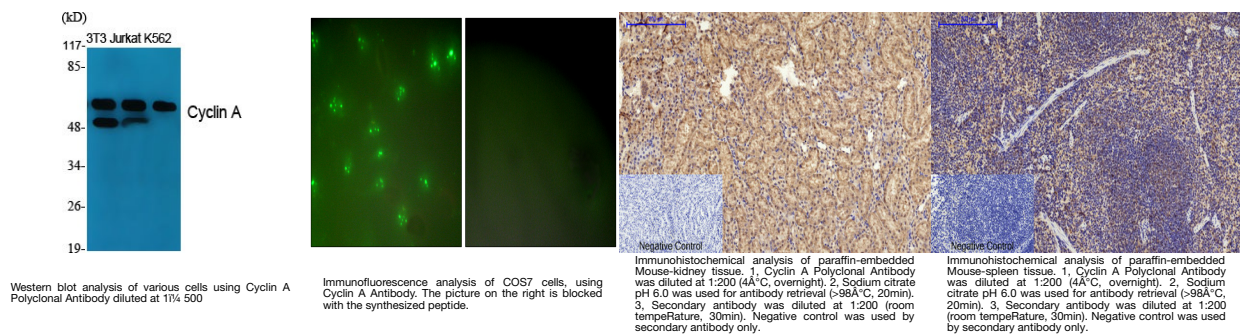 (kD)
3T3 Jurkat K562
117-
85-
48-
34-
26-
19-
Cyclin A
Western blot analysis of various cells using Cyclin A
Polyclonal Antibody diluted at 1ï¼ 500
Immunofluorescence analysis of COS7 cells, using
Cyclin A Antibody. The picture on the right is blocked
with the synthesized peptide.
Negative Control
Immunohistochemical analysis of paraffin-embedded
Mouse-kidney tissue. 1, Cyclin A Polyclonal Antibody
was diluted at 1:200 (4Â°C, overnight). 2, Sodium
citrate pH 6.0 was used for antibody retrieval (>98Â°C,
20min). 3, Secondary antibody was diluted at 1:200
(room tempeRature, 30min). Negative control was used
by secondary antibody only.
Negative Control
Immunohistochemical analysis of paraffin-embedded
Mouse-spleen tissue. 1, Cyclin A Polyclonal Antibody
was diluted at 1:200 (4Â°C, overnight). 2, Sodium
citrate pH 6.0 was used for antibody retrieval (>98Â°C,
20min). 3, Secondary antibody was diluted at 1:200
(room tempeRature, 30min). Negative control was used
by secondary antibody only.